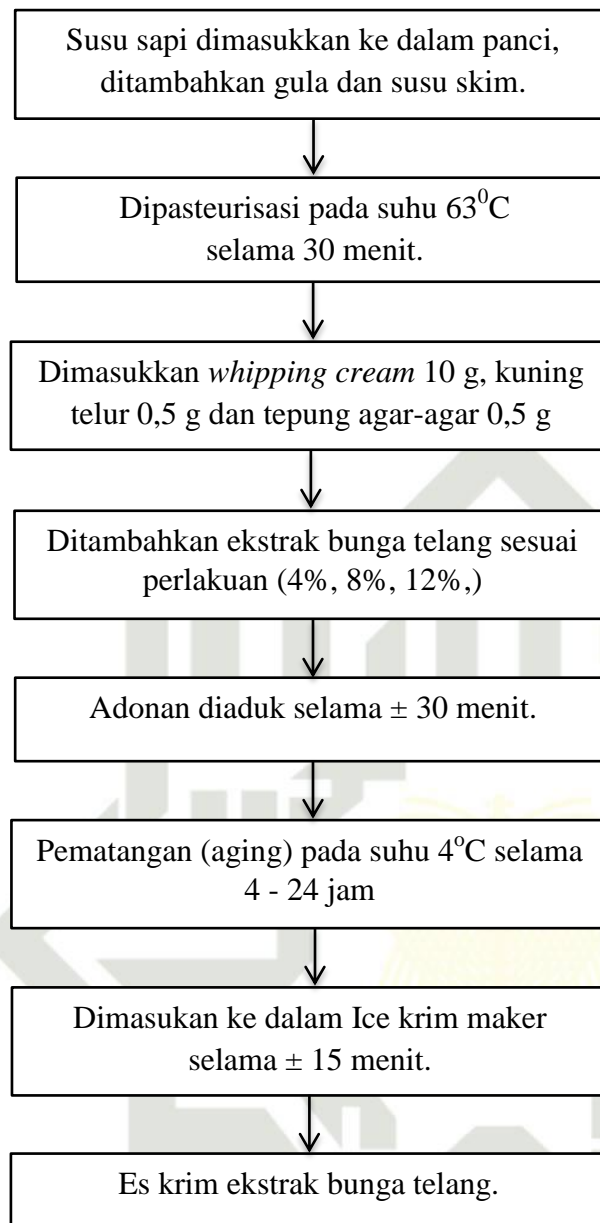 Susu sapi dimasukkan ke dalam panci,
ditambahkan gula dan susu skim.
Dipasteurisasi pada suhu 63⁰C
selama 30 menit.
Dimasukkan whipping cream 10 g, kuning
telur 0,5 g dan tepung agar-agar 0,5 g
Ditambahkan ekstrak bunga telang sesuai
perlakuan (4%, 8%, 12%,)
Adonan diaduk selama ± 30 menit.
Pematangan (aging) pada suhu 4ᵒC selama
4 - 24 jam
Dimasukan ke dalam Ice krim maker
selama ± 15 menit.
Es krim ekstrak bunga telang.